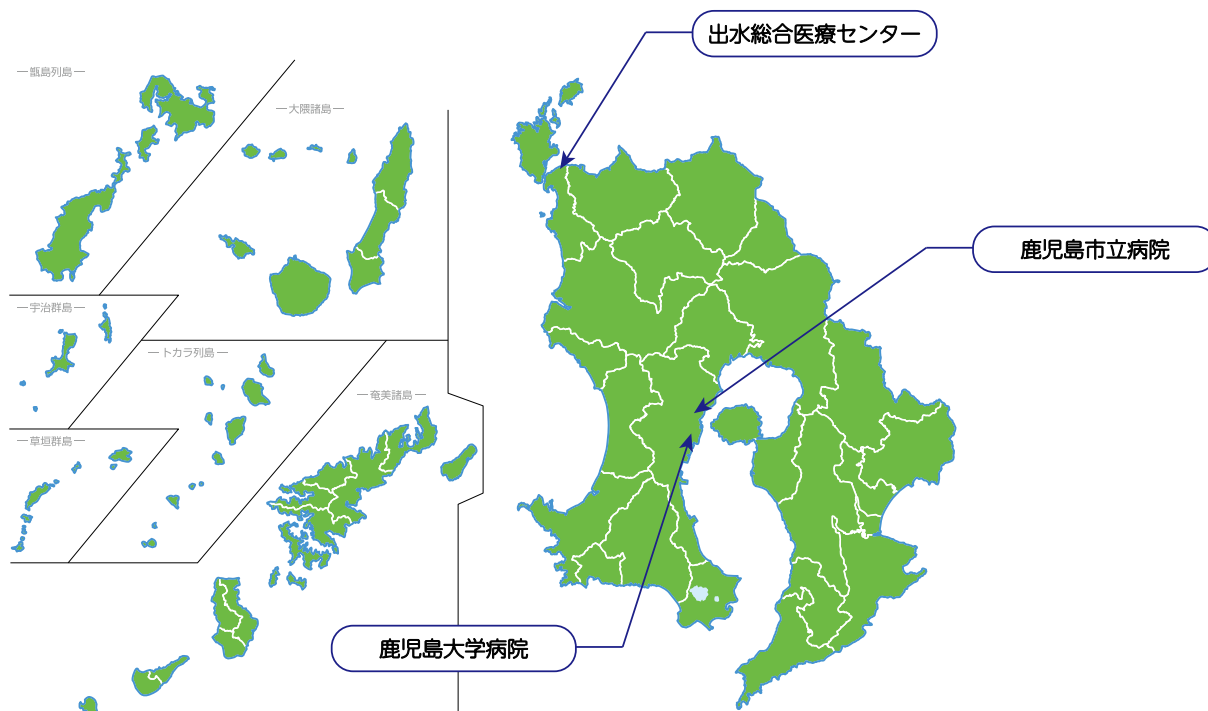 出水総合医療センター
ー甑島列島ー
ー大隅諸島ー
鹿児島市立病院
ー宇治群島ー
ートカラ列島ー
ー奄美諸島ー
ー草垣群島ー
鹿児島大学病院